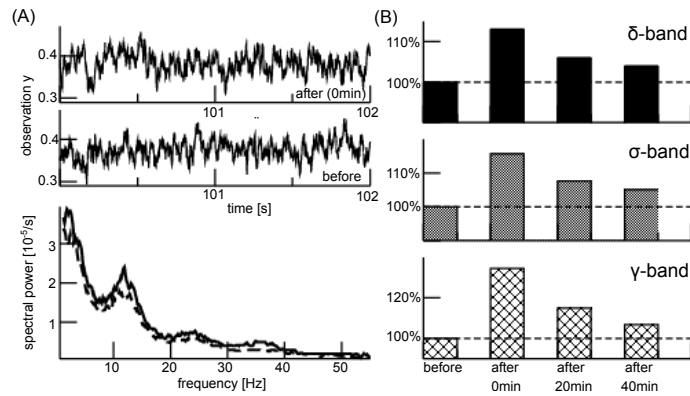 (A)
observation y
0.4
0.3
after (0min)
101
102
0.4
0.3
before
101
102
time [s]
spectral power [10⁻⁵/s]
3
2
1
10
20
30
40
50
frequency [Hz]
(B)
δ-band
110%
100%
σ-band
110%
100%
γ-band
120%
100%
before
after
0min
after
20min
after
40min